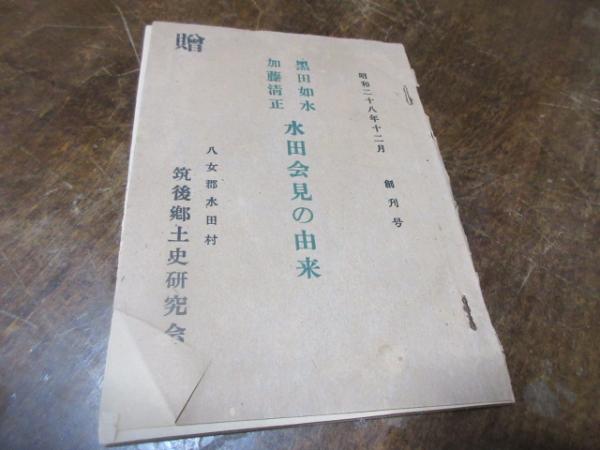 昭和二十八年十二月 創刊号
黒田如水
加藤清正
水田会見の由来
八女郡水田村
筑後郷土史研究会
贈